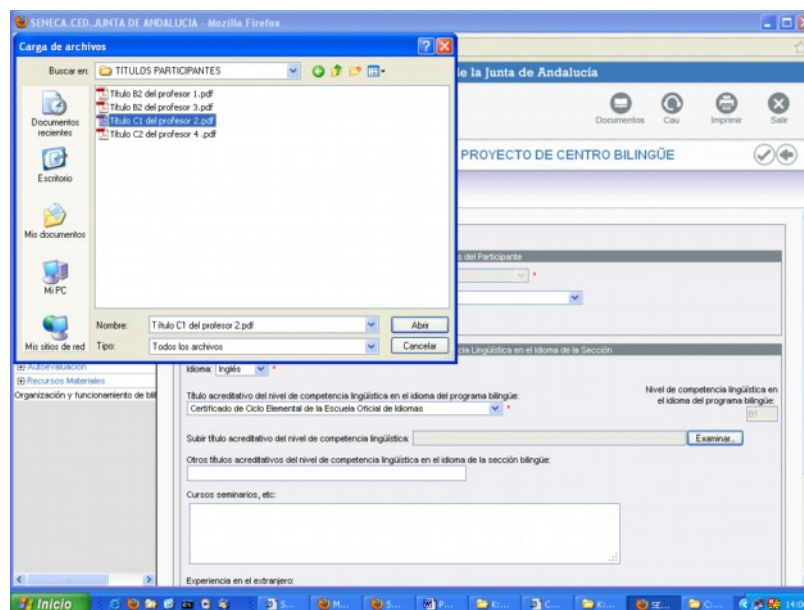 SENECA.CED.JUNTA DE ANDALUCIA - Mozilla Firefox
Carga de archivos
Buscar en: TÍTULOS PARTICIPANTES
Documentos recientes
Escritorio
Mis documentos
Mi PC
Mis sitios de red
Título B2 del profesor 1.pdf
Título B2 del profesor 3.pdf
Título C1 del profesor 2.pdf
Título C2 del profesor 4 .pdf
Nombre: Título C1 del profesor 2.pdf Abrir
Tipo: Todos los archivos Cancelar
de la Junta de Andalucía
Documentos Cau Imprimir Salir
PROYECTO DE CENTRO BILINGÜE
s del Participante
*
cia Lingüística en el Idioma de la Sección
Autoevaluación
Recursos Materiales
Organización y funcionamiento de bili
Idioma: Inglés *
Título acreditativo del nivel de competencia lingüística en el idioma del programa bilingüe:
Certificado de Ciclo Elemental de la Escuela Oficial de Idiomas *
Nivel de competencia lingüística en
el idioma del programa bilingüe:
B1
Subir título acreditativo del nivel de competencia lingüística: Examinar..
Otros títulos acreditativos del nivel de competencia lingüística en el idioma de la sección bilingüe:
Cursos seminarios, etc:
Experiencia en el extranjero:
Inicio S... M... S... P... K:... C... K:... SE... C:... 14:0